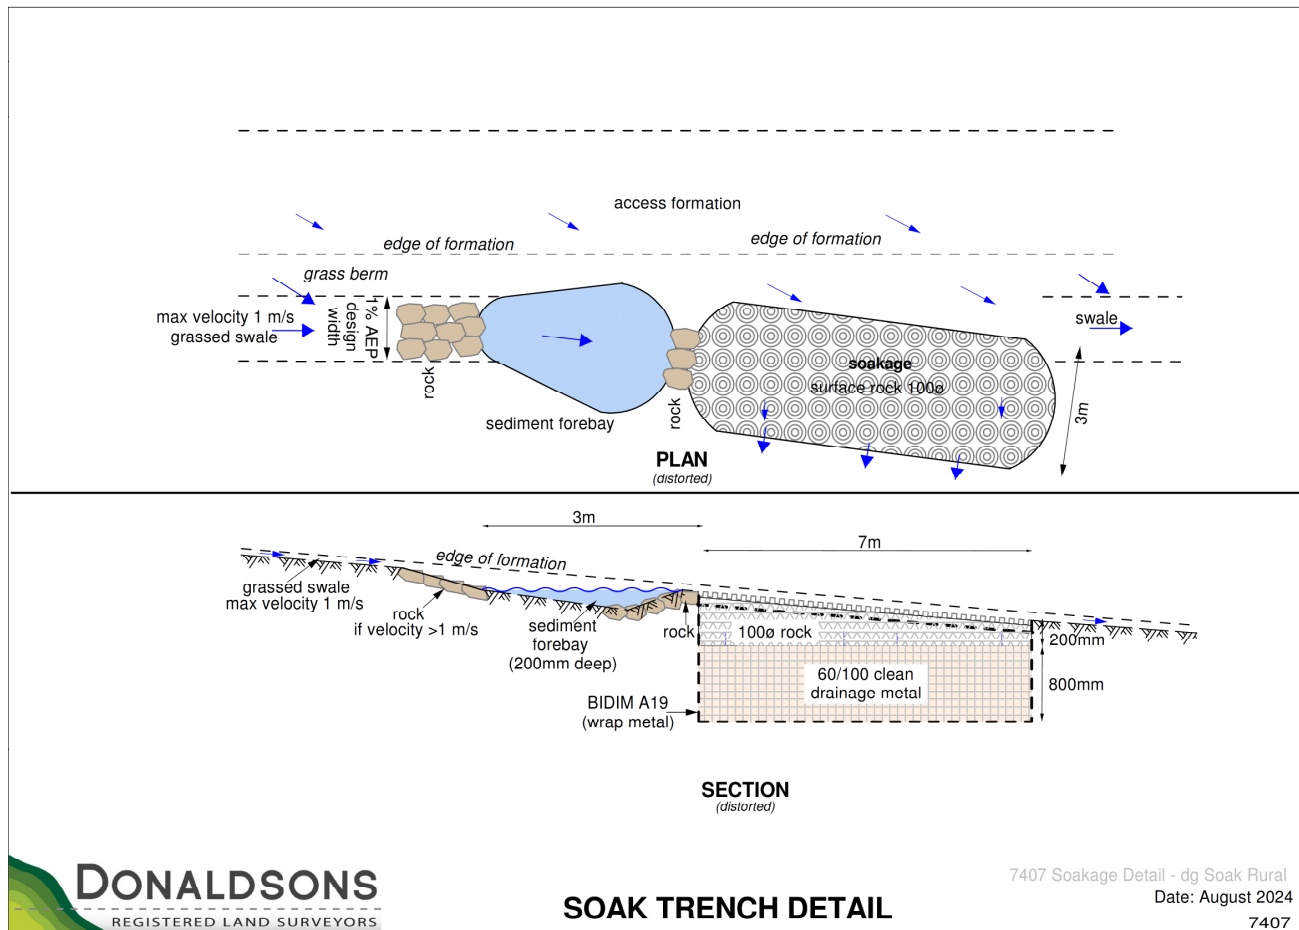 access formation
edge of formation
edge of formation
grass berm
max velocity 1 m/s
grassed swale
1% AEP
design
width
rock
sediment forebay
rock
soakage
surface rock 100ø
swale
3m
PLAN
(distorted)
3m
7m
edge of formation
grassed swale
max velocity 1 m/s
rock
if velocity >1 m/s
sediment
forebay
(200mm deep)
rock
100ø rock
200mm
60/100 clean
drainage metal
800mm
BIDIM A19
(wrap metal)
SECTION
(distorted)
DONALDSONS
REGISTERED LAND SURVEYORS
SOAK TRENCH DETAIL
7407 Soakage Detail - dg Soak Rural
Date: August 2024
7407